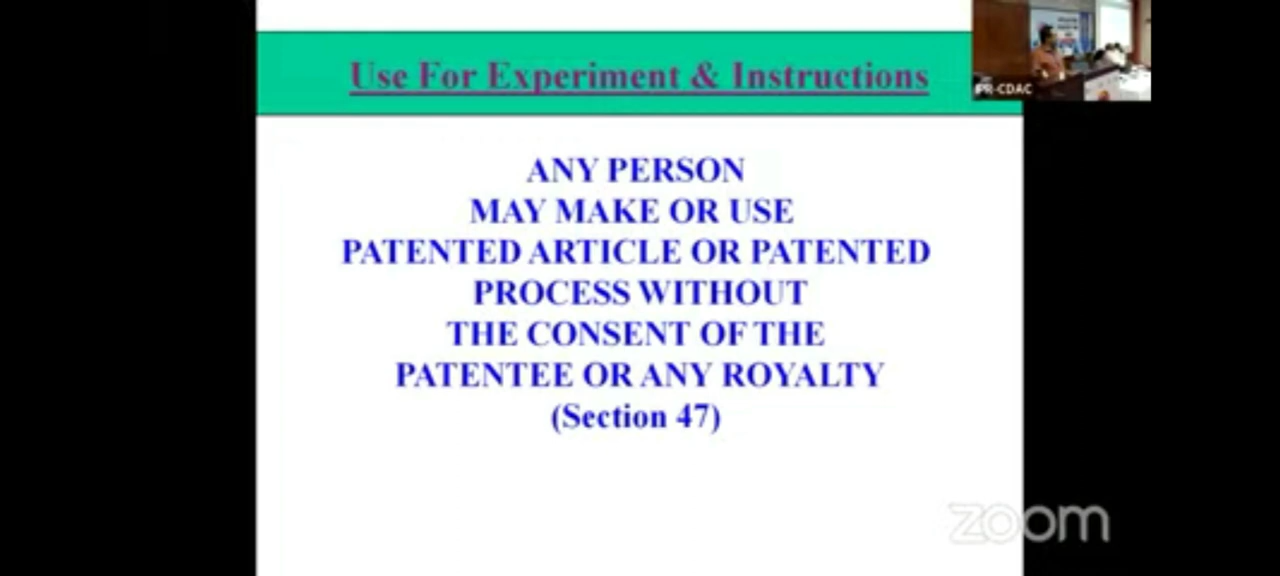 Use For Experiment & Instructions
IPR-CDAC
ANY PERSON
MAY MAKE OR USE
PATENTED ARTICLE OR PATENTED
PROCESS WITHOUT
THE CONSENT OF THE
PATENTEE OR ANY ROYALTY
(Section 47)
zoom